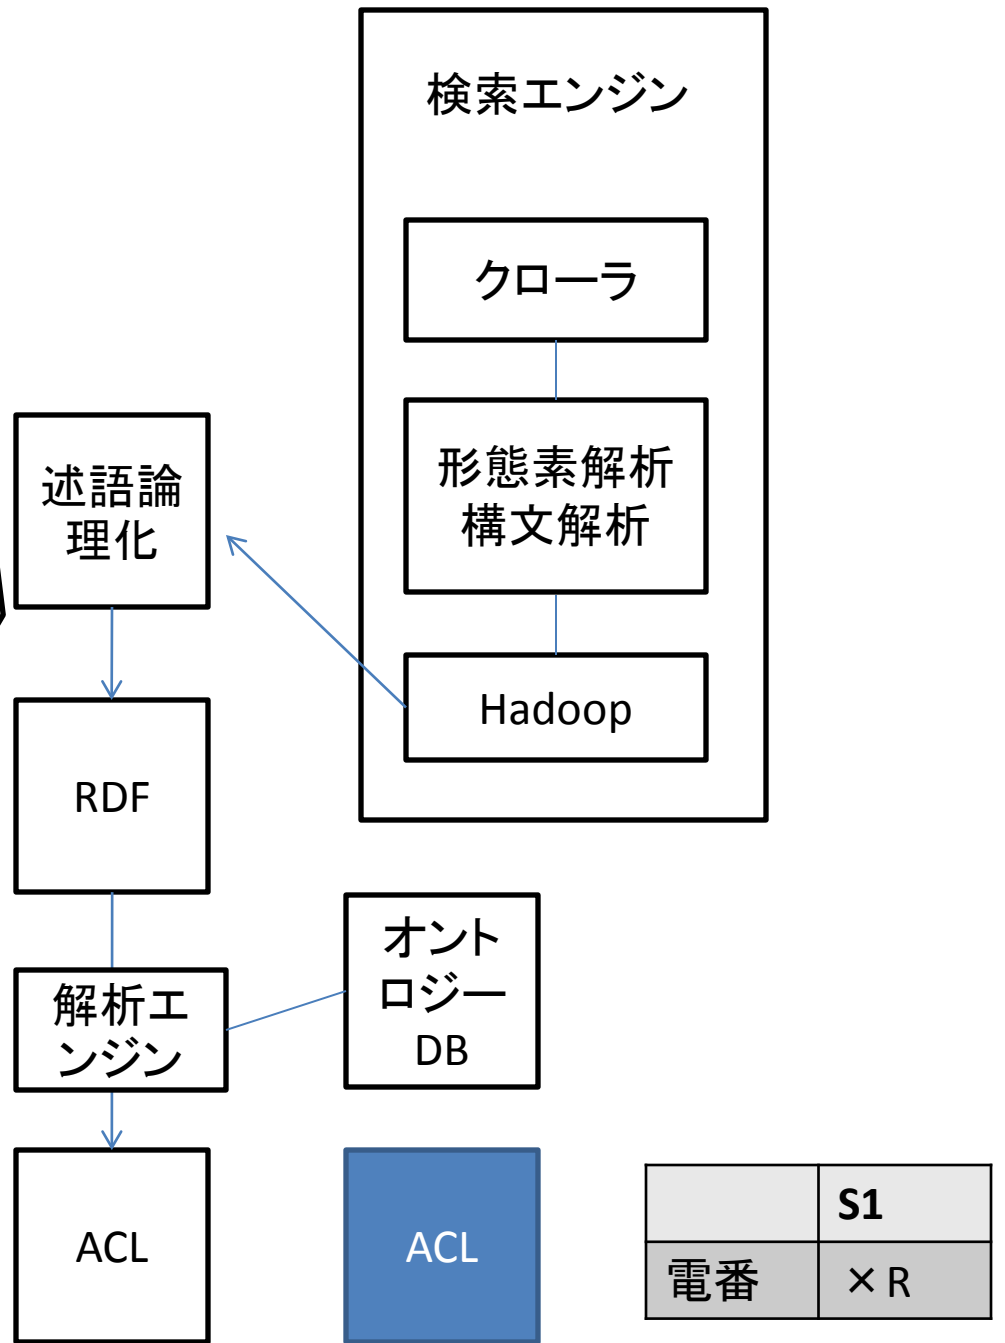 検索エンジン
クローラ
形態素解析
構文解析
Hadoop
述語論
理化
RDF
解析エ
ンジン
オント
ロジー
DB
ACL
ACL
S1
電番 ×R